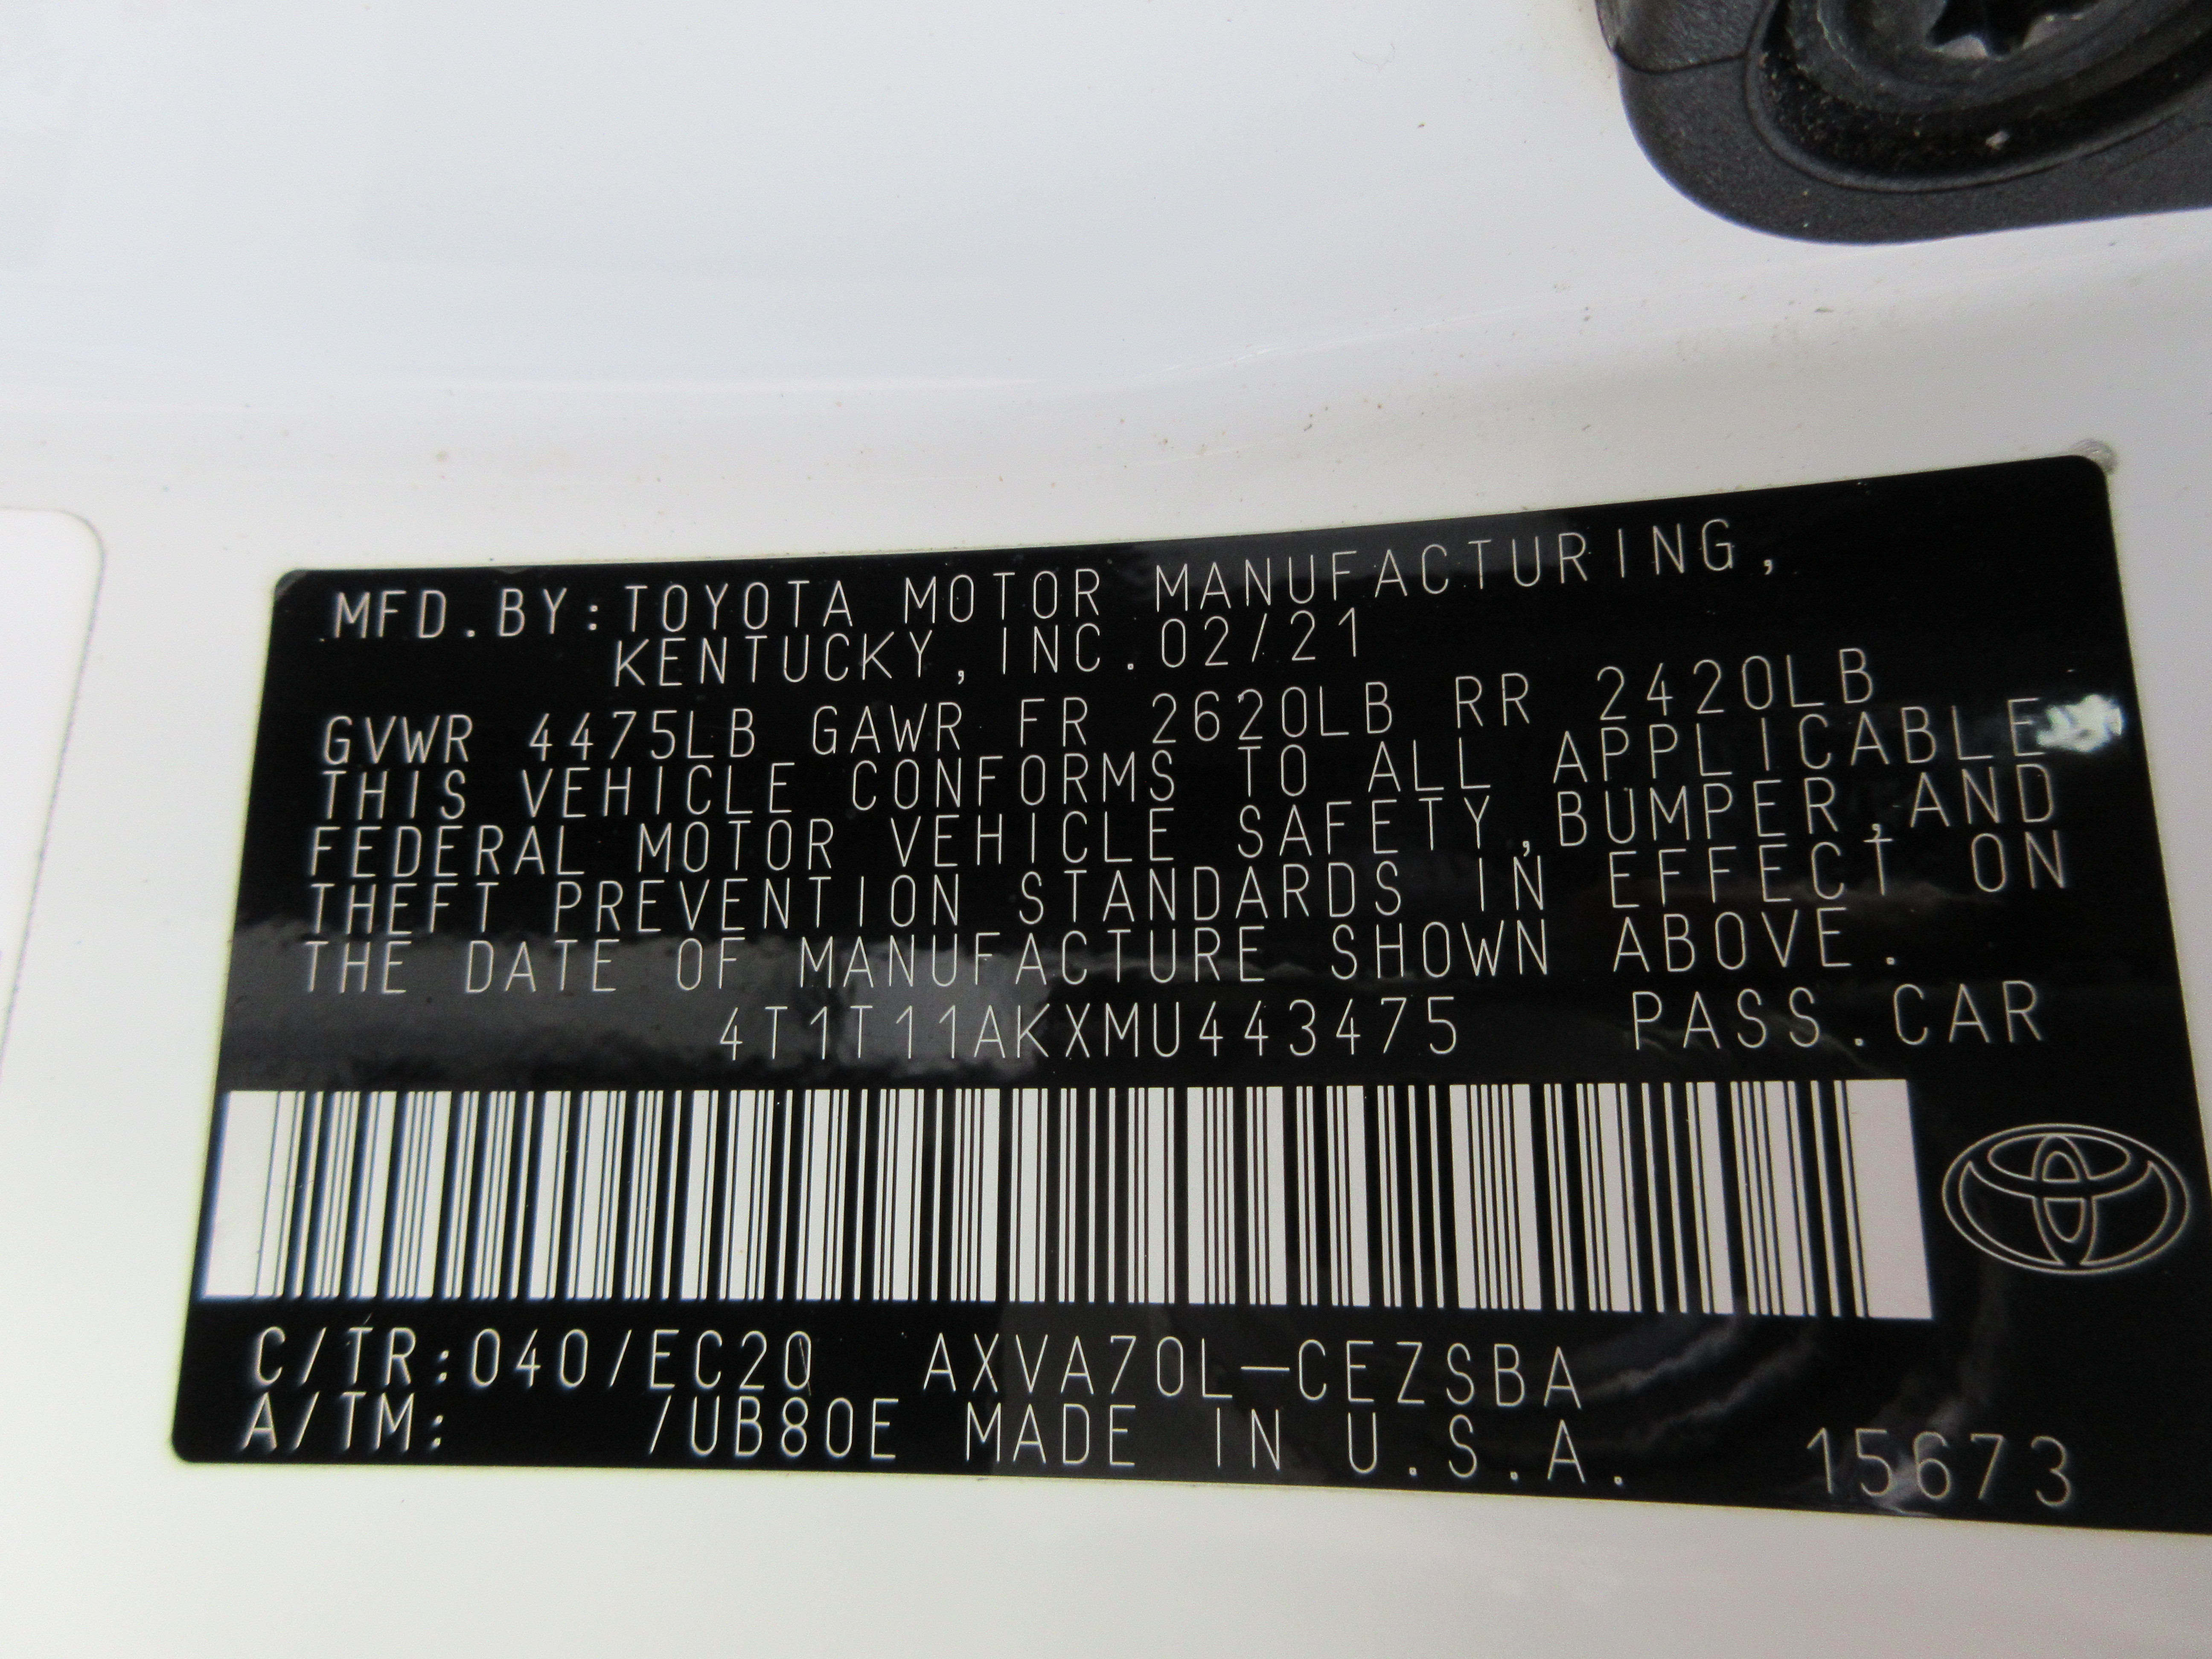 MFD.BY:TOYOTA MOTOR MANUFACTURING,
KENTUCKY, INC.02/21
GVWR 4475LB GAWR FR 2620LB RR 2420LB
THIS VEHICLE CONFORMS TO ALL APPLICABLE
FEDERAL MOTOR VEHICLE SAFETY,BUMPER,AND
THEFT PREVENTION STANDARDS IN EFFECT ON
THE DATE OF MANUFACTURE SHOWN ABOVE.
4T1T11AKXMU443475 PASS.CAR
C/TR:040/EC20 AXVA70L-CEZSBA
A/TM: /UB80E MADE IN U.S.A. 15673